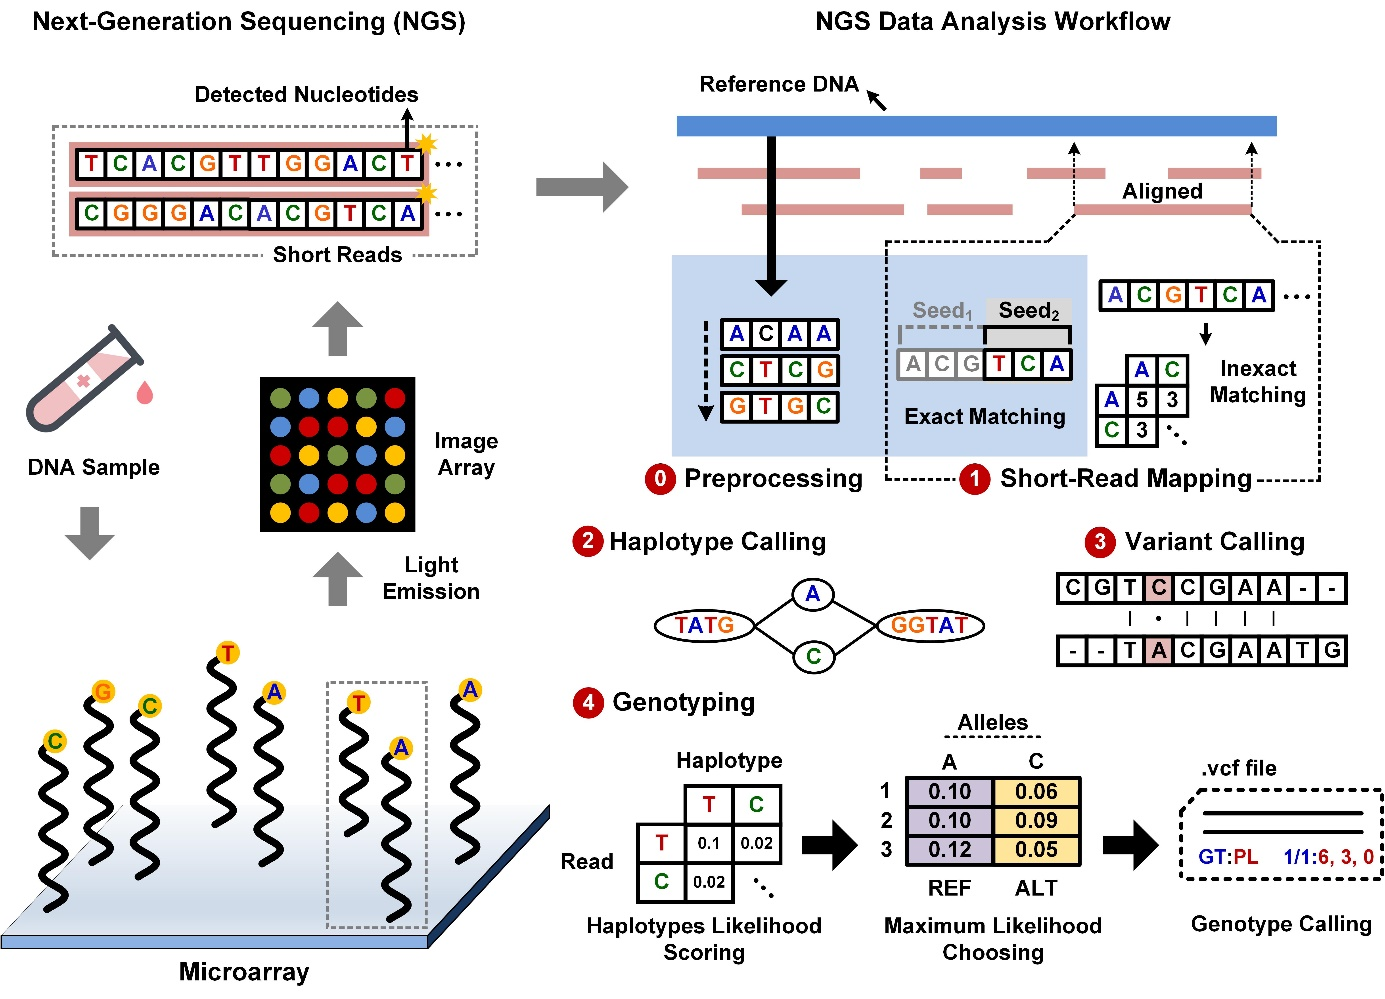 Next-Generation Sequencing (NGS)
Detected Nucleotides
T C A C G T T G G A C T ...
C G G G A C A C G T C A ...
Short Reads
DNA Sample
Image
Array
Light
Emission
C G C T A T A A
Microarray
NGS Data Analysis Workflow
Reference DNA
Aligned
A C A A
C T C G
G T G C
Seed1 Seed2
A C G T C A
Exact Matching
A C G T C A ...
Inexact
Matching
A C
A 5 3
C 3
0 Preprocessing
1 Short-Read Mapping
2 Haplotype Calling
A
TATG GGTAT
C
3 Variant Calling
C G T C C G A A - -
- - T A C G A A T G
4 Genotyping
Haplotype
T C
Read
T 0.1 0.02
C 0.02
Haplotypes Likelihood
Scoring
Alleles
A C
1 0.10 0.06
2 0.10 0.09
3 0.12 0.05
REF ALT
Maximum Likelihood
Choosing
.vcf file
GT:PL 1/1:6, 3, 0
Genotype Calling